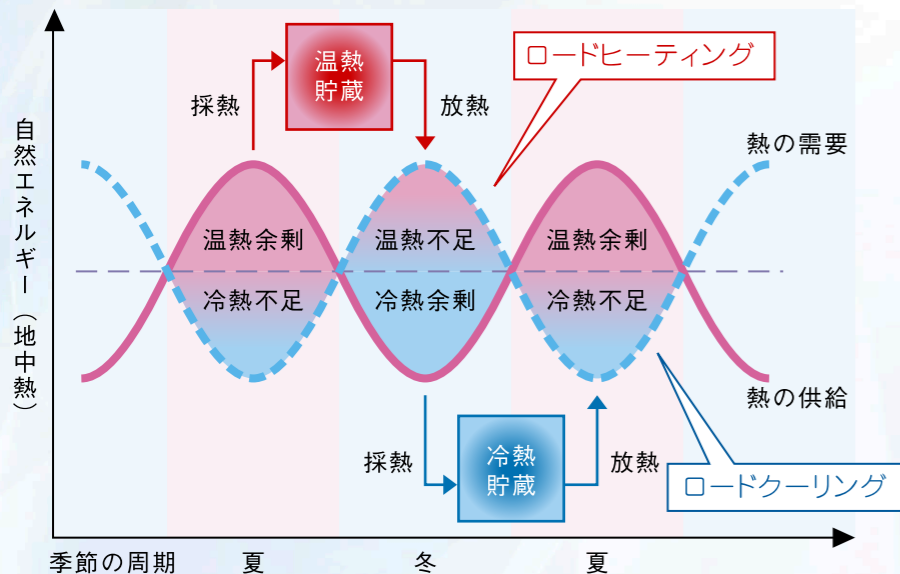 温熱
貯蔵
ロードヒーティング
採熱
放熱
自然エネルギー（地中熱）
熱の需要
温熱余剰
温熱不足
温熱余剰
冷熱不足
冷熱余剰
冷熱不足
熱の供給
採熱
冷熱
貯蔵
放熱
ロードクーリング
季節の周期
夏
冬
夏